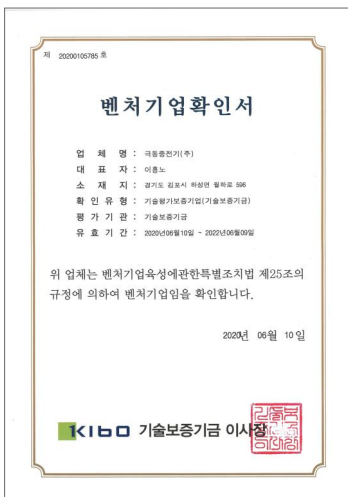 제 20200105785 호
벤처기업확인서
업 체 명 : 극동중전기(주)
대 표 자 : 이흥노
소 재 지 : 경기도 김포시 하성면 월하로 596
확 인 유 형 : 기술평가보증기업(기술보증기금)
평 가 기 관 : 기술보증기금
유 효 기 간 : 2020년06월10일 ~ 2022년06월09일
위 업체는 벤처기업육성에관한특별조치법 제25조의
규정에 의하여 벤처기업임을 확인합니다.
2020년 06월 10일
KIBO 기술보증기금 이사장